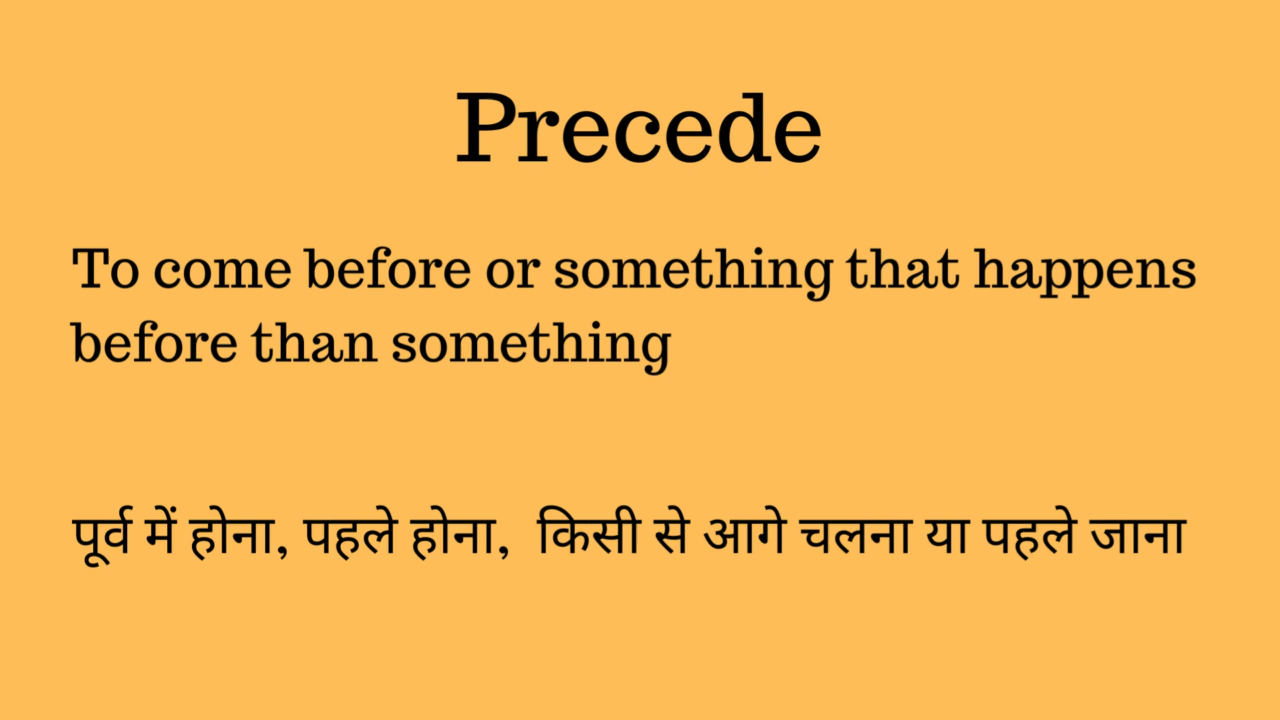 Precede
To come before or something that happens
before than something
पूर्व में होना, पहले होना, किसी से आगे चलना या पहले जाना